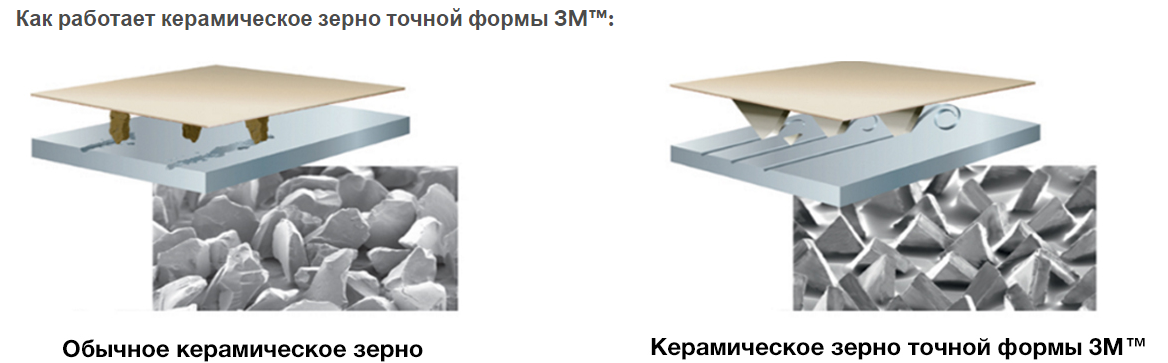 Как работает керамическое зерно точной формы 3M™:
Обычное керамическое зерно
Керамическое зерно точной формы 3M™